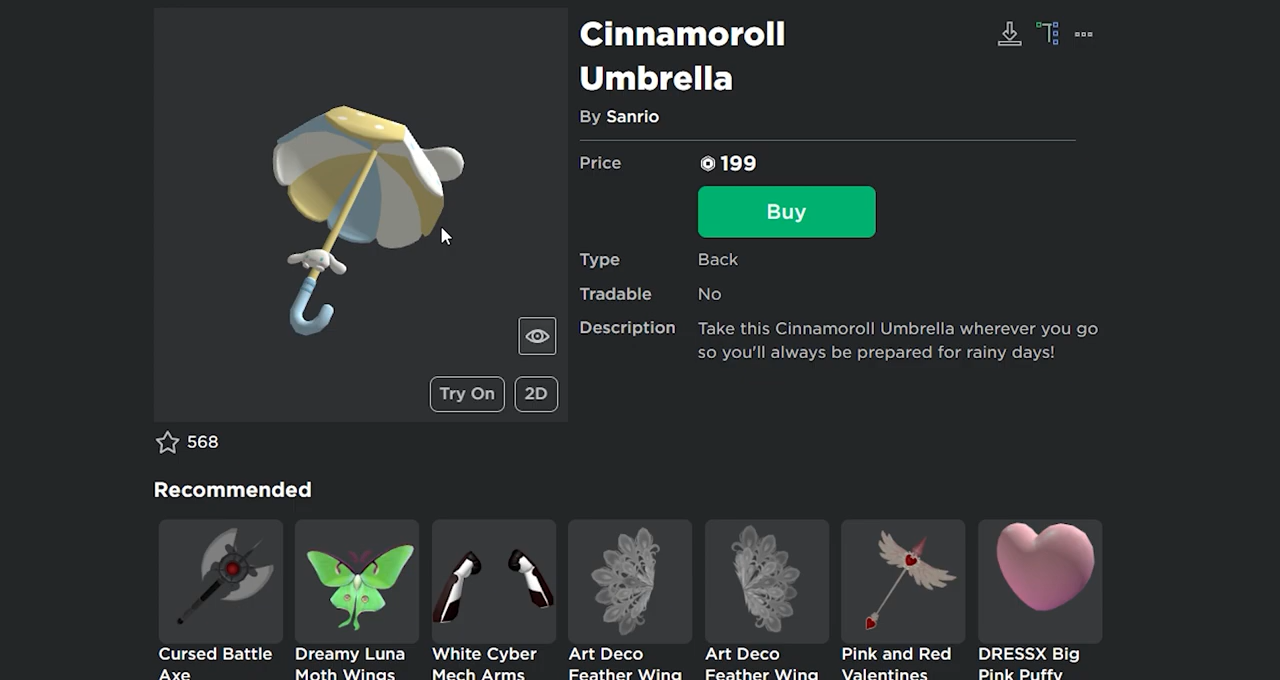 Cinnamoroll
Umbrella
By Sanrio
Price 199
Buy
Type Back
Tradable No
Description Take this Cinnamoroll Umbrella wherever you go
so you'll always be prepared for rainy days!
Try On 2D
568
Recommended
Cursed Battle
Axe
Dreamy Luna
Moth Wings
White Cyber
Mech Arms
Art Deco
Feather Wing
Art Deco
Feather Wing
Pink and Red
Valentines
DRESSX Big
Pink Puffy